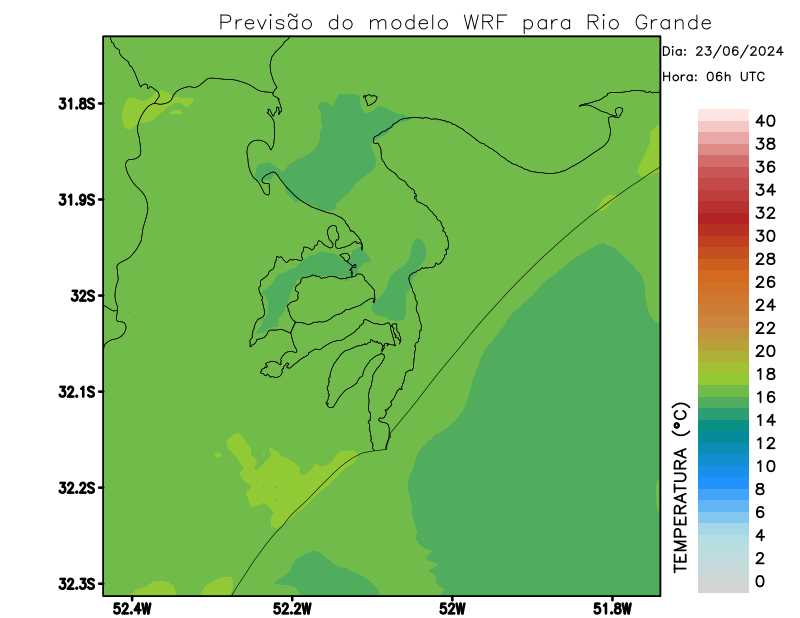 Previsão do modelo WRF para Rio Grande
Dia: 23/06/2024
Hora: 06h UTC
31.8S
31.9S
32S
32.1S
32.2S
32.3S
52.4W
52.2W
52W
51.8W
TEMPERATURA (°C)
40
38
36
34
32
30
28
26
24
22
20
18
16
14
12
10
8
6
4
2
0